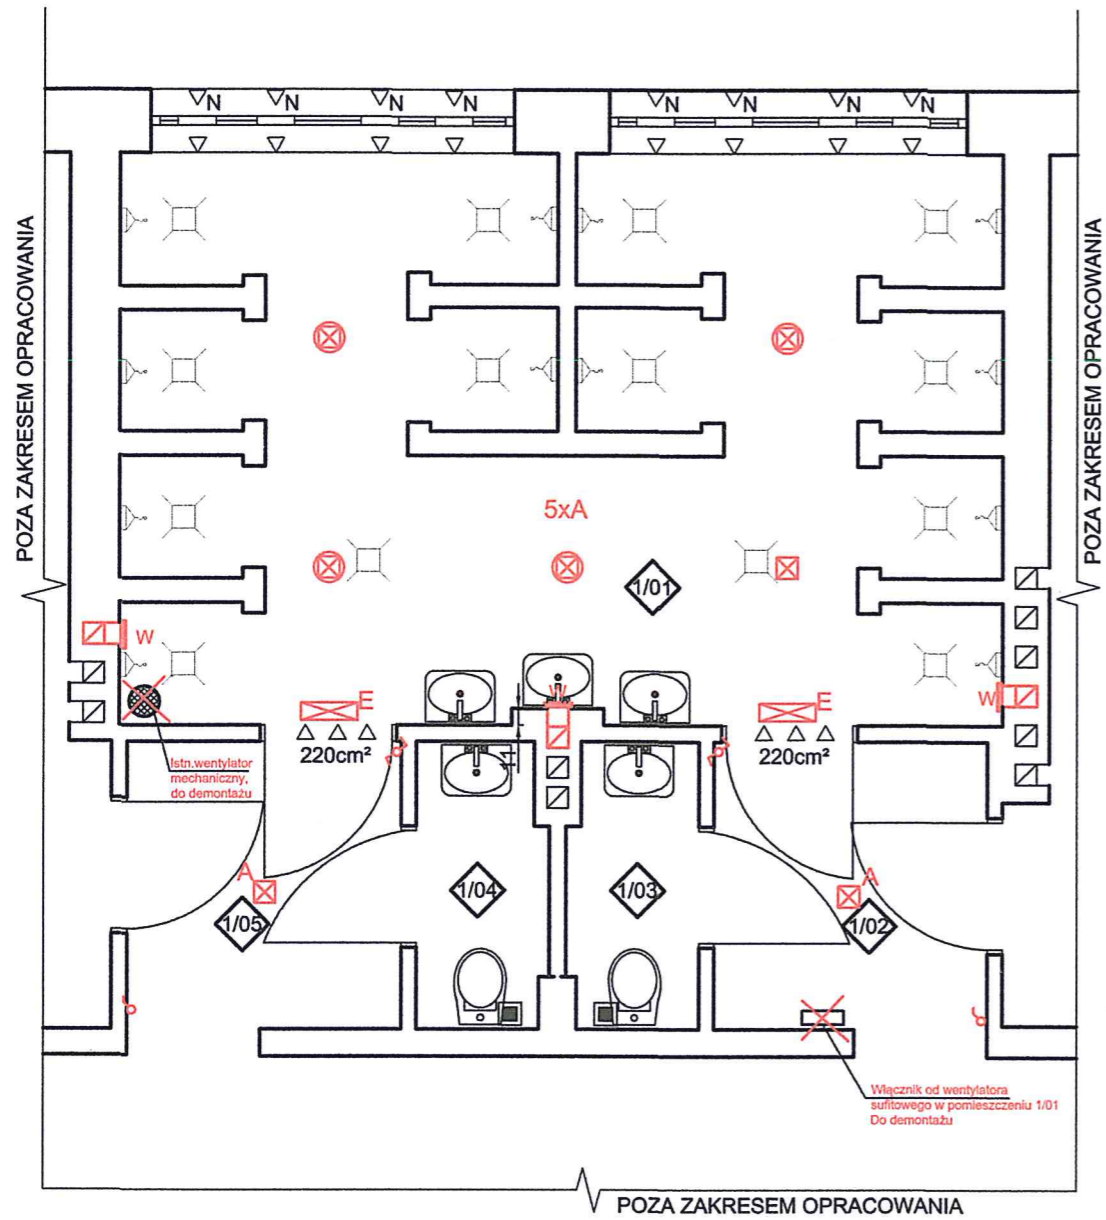 N N N N N N N N
POZA ZAKRESEM OPRACOWANIA
POZA ZAKRESEM OPRACOWANIA
5xA
1/01
W
W
E
E
220cm²
220cm²
11
Istn.wentylator
mechaniczny,
do demontażu
A
A
1/04
1/03
1/05
1/02
Włącznik od wentylatora
sufitowego w pomieszczeniu 1/01
Do demontażu
POZA ZAKRESEM OPRACOWANIA